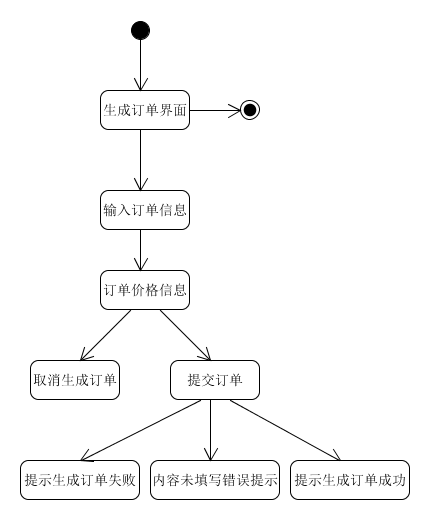 生成订单界面
输入订单信息
订单价格信息
取消生成订单
提交订单
提示生成订单失败
内容未填写错误提示
提示生成订单成功